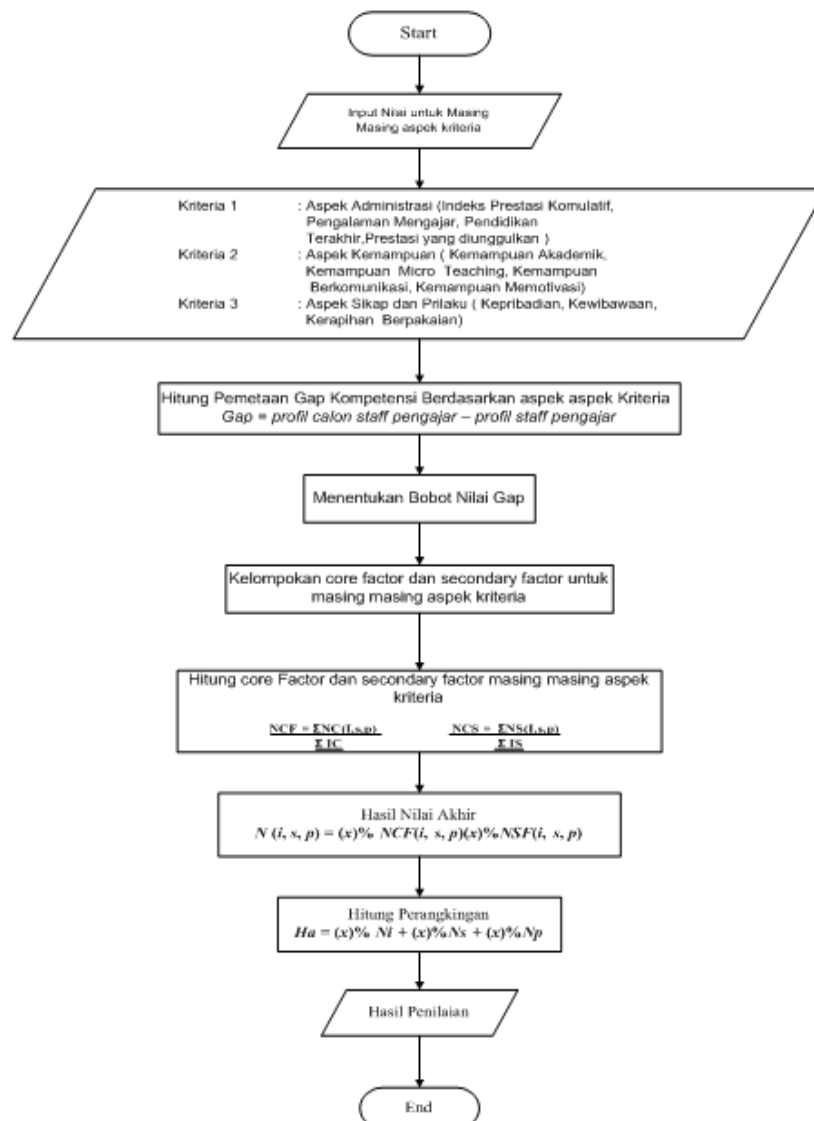 Start
Input Nilai untuk Masing
Masing aspek kriteria
Kriteria 1 : Aspek Administrasi (Indeks Prestasi Komulatif,
Pengalaman Mengajar, Pendidikan
Terakhir,Prestasi yang diunggulkan )
Kriteria 2 : Aspek Kemampuan ( Kemampuan Akademik,
Kemampuan Micro Teaching, Kemampuan
Berkomunikasi, Kemampuan Memotivasi)
Kriteria 3 : Aspek Sikap dan Prilaku ( Kepribadian, Kewibawaan,
Kerapihan Berpakaian)
Hitung Pemetaan Gap Kompetensi Berdasarkan aspek aspek Kriteria
Gap = profil calon staff pengajar – profil staff pengajar
Menentukan Bobot Nilai Gap
Kelompokan core factor dan secondary factor untuk
masing masing aspek kriteria
Hitung core Factor dan secondary factor masing masing aspek
kriteria
NCF = ΣNC(I,s,p) NCS = ΣNS(I,s,p)
Σ IC Σ IS
Hasil Nilai Akhir
N (i, s, p) = (x)% NCF(i, s, p)(x)%NSF(i, s, p)
Hitung Perangkingan
Ha = (x)% Ni + (x)%Ns + (x)%Np
Hasil Penilaian
End